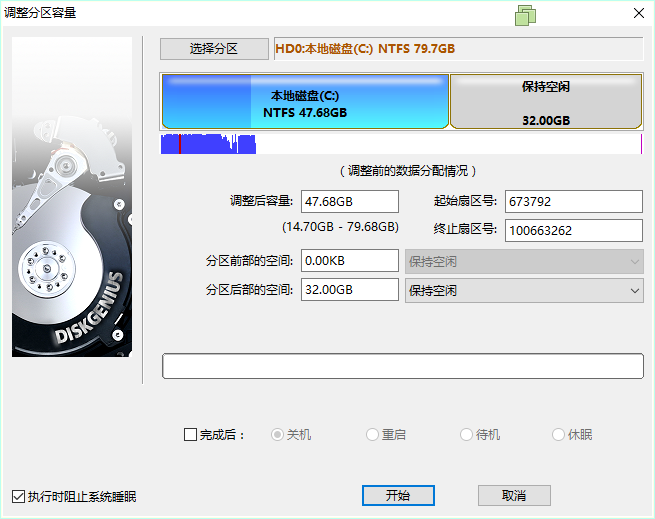 调整分区容量
选择分区
HD0:本地磁盘(C:) NTFS 79.7GB
本地磁盘(C:)
NTFS 47.68GB
保持空闲
32.00GB
（调整前的数据分配情况）
调整后容量: 47.68GB
起始扇区号: 673792
(14.70GB - 79.68GB)
终止扇区号: 100663262
分区前部的空间: 0.00KB 保持空闲
分区后部的空间: 32.00GB 保持空闲
DISKGENIUS
完成后： 关机 重启 待机 休眠
执行时阻止系统睡眠
开始
取消